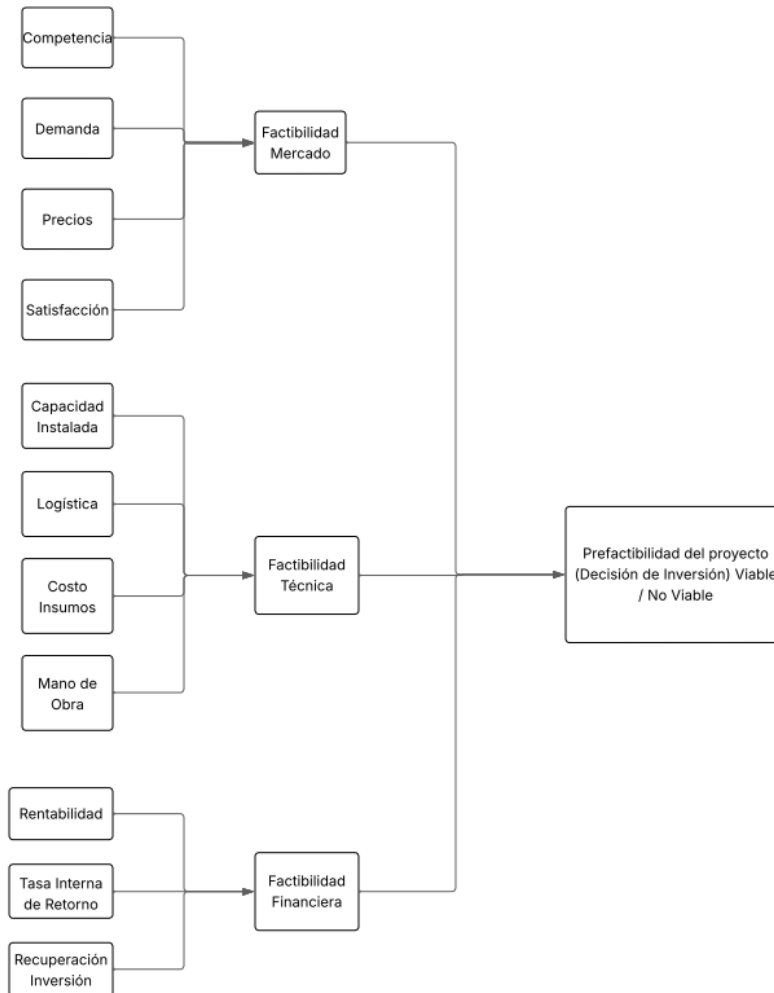 Competencia
Demanda
Precios
Satisfacción
Factibilidad
Mercado
Capacidad
Instalada
Logística
Costo
Insumos
Mano de
Obra
Factibilidad
Técnica
Rentabilidad
Tasa Interna
de Retorno
Recuperación
Inversión
Factibilidad
Financiera
Prefactibilidad del proyecto
(Decisión de Inversión) Viable
/ No Viable